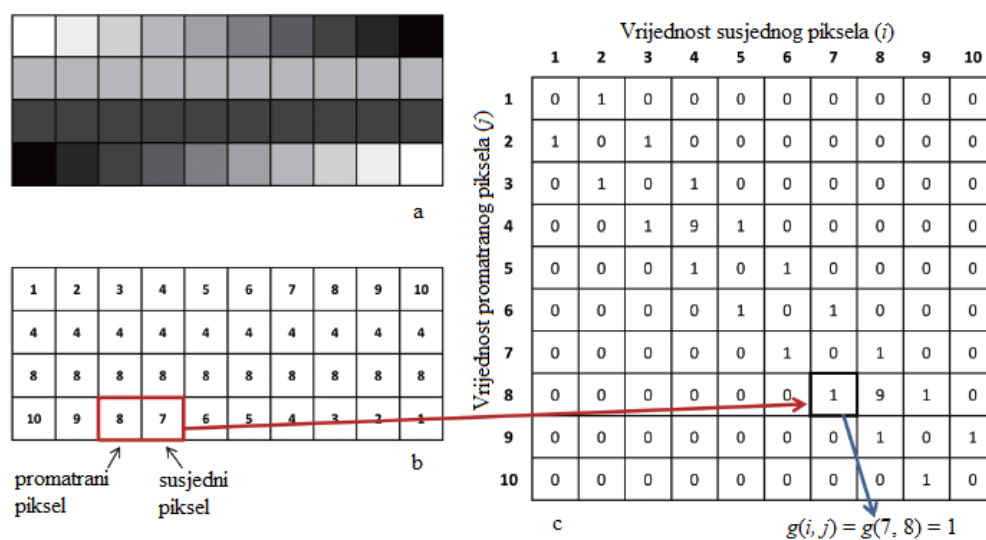 a
1 2 3 4 5 6 7 8 9 10
4 4 4 4 4 4 4 4 4 4
8 8 8 8 8 8 8 8 8 8
10 9 8 7 6 5 4 3 2 1
promatrani piksel
susjedni piksel
b
Vrijednost susjednog piksela (i)
Vrijednost promatranog piksela (j)
1 2 3 4 5 6 7 8 9 10
1 0 1 0 0 0 0 0 0 0 0
2 1 0 1 0 0 0 0 0 0 0
3 0 1 0 1 0 0 0 0 0 0
4 0 0 1 9 1 0 0 0 0 0
5 0 0 0 1 0 1 0 0 0 0
6 0 0 0 0 1 0 1 0 0 0
7 0 0 0 0 0 1 0 1 0 0
8 0 0 0 0 0 0 1 9 1 0
9 0 0 0 0 0 0 0 1 0 1
10 0 0 0 0 0 0 0 0 1 0
c
g(i, j) = g(7, 8) = 1